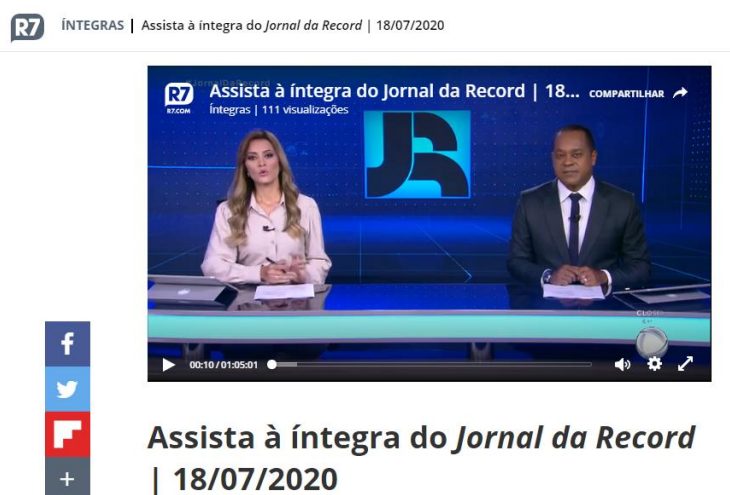 R7 ÍNTEGRAS | Assista à íntegra do Jornal da Record | 18/07/2020
R7 Assista à íntegra do Jornal da Record | 18... COMPARTILHAR
R7.COM Íntegras | 111 visualizações
JR
CLOSED
00:10 / 01:05:01
f
+
Assista à íntegra do Jornal da Record
| 18/07/2020